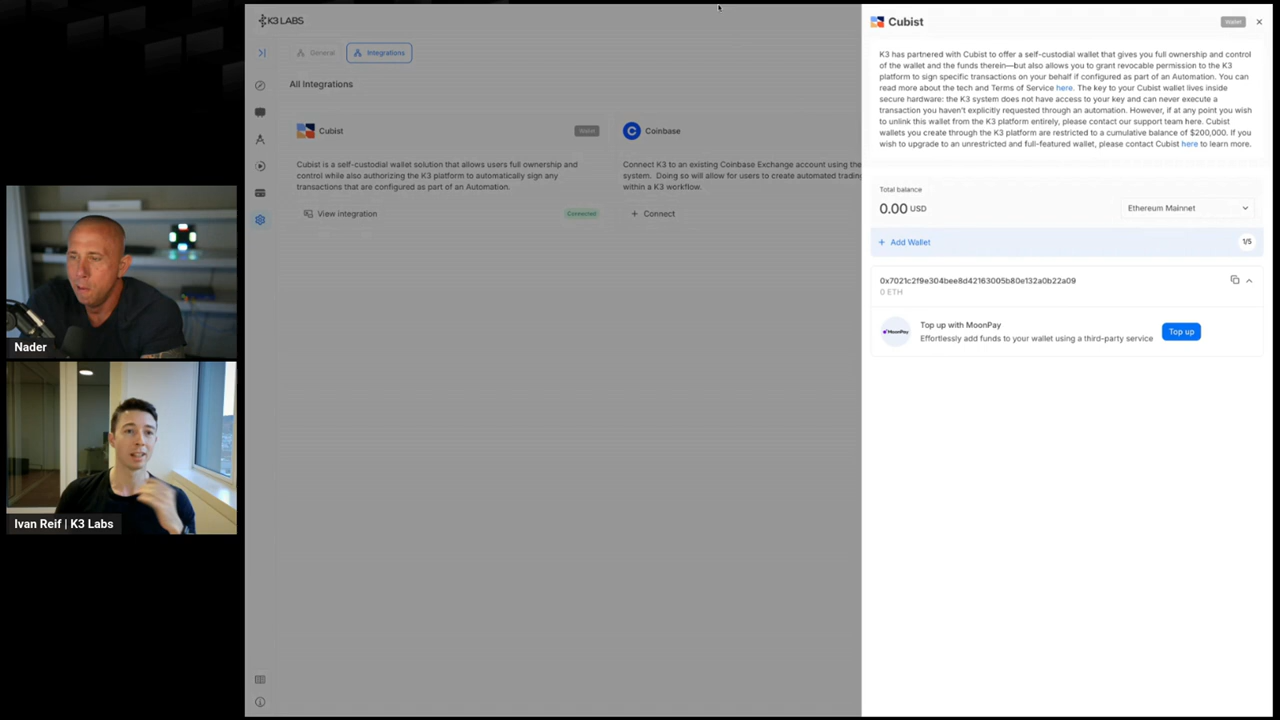 K3 LABS
General
Integrations
All Integrations
Cubist
Wallet
Cubist is a self-custodial wallet solution that allows users full ownership and
control while also authorizing the K3 platform to automatically sign any
transactions that are configured as part of an Automation.
View integration
Connected
Coinbase
Connect K3 to an existing Coinbase Exchange account using the
system. Doing so will allow for users to create automated trading
within a K3 workflow.
+ Connect
Cubist
Wallet
K3 has partnered with Cubist to offer a self-custodial wallet that gives you full ownership and control
of the wallet and the funds therein—but also allows you to grant revocable permission to the K3
platform to sign specific transactions on your behalf if configured as part of an Automation. You can
read more about the tech and Terms of Service here. The key to your Cubist wallet lives inside
secure hardware: the K3 system does not have access to your key and can never execute a
transaction you haven't explicitly requested through an automation. However, if at any point you wish
to unlink this wallet from the K3 platform entirely, please contact our support team here. Cubist
wallets you create through the K3 platform are restricted to a cumulative balance of $200,000. If you
wish to upgrade to an unrestricted and full-featured wallet, please contact Cubist here to learn more.
Total balance
0.00 USD
Ethereum Mainnet
+ Add Wallet
1/5
0x7021c2f9e304bee8d42163005b80e132a0b22a09
0 ETH
MoonPay
Top up with MoonPay
Effortlessly add funds to your wallet using a third-party service
Top up
Nader
Ivan Reif | K3 Labs